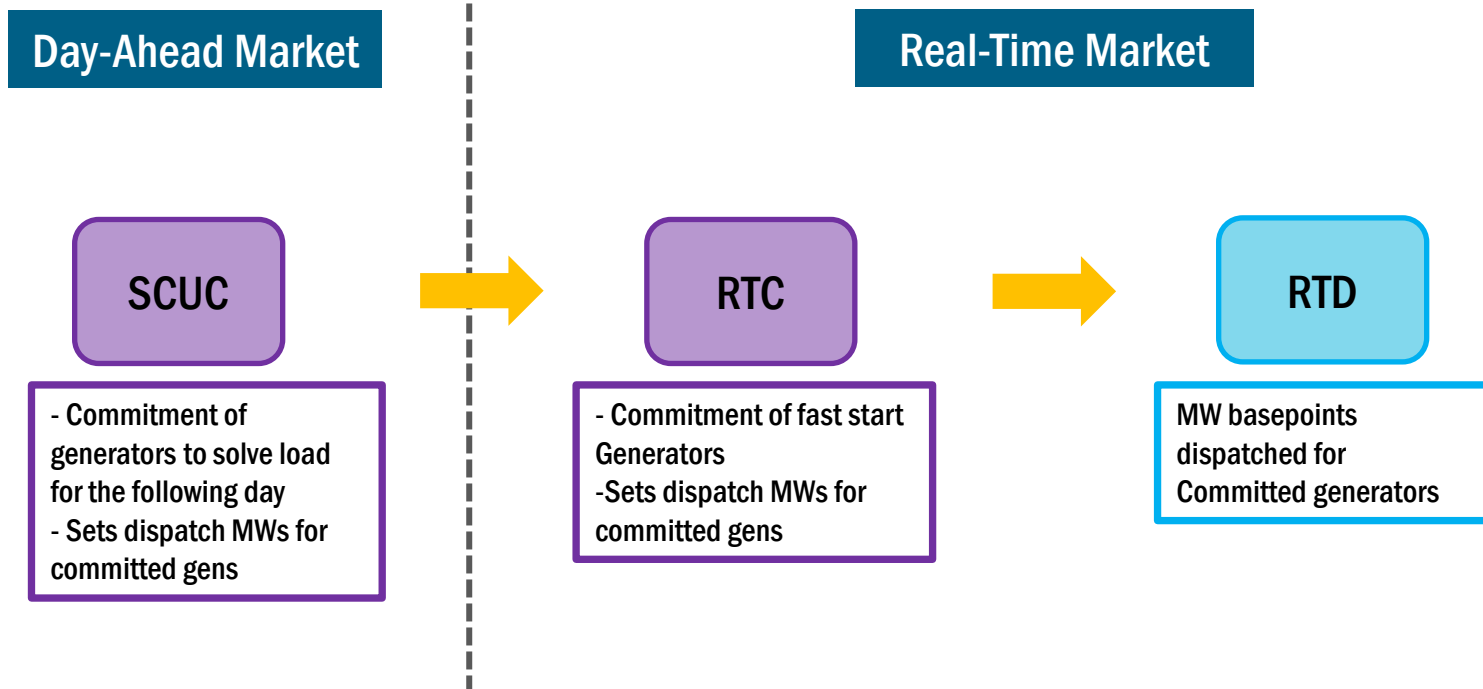 Day-Ahead Market
Real-Time Market
SCUC
RTC
RTD
- Commitment of
generators to solve load
for the following day
- Sets dispatch MWs for
committed gens
- Commitment of fast start
Generators
-Sets dispatch MWs for
committed gens
MW basepoints
dispatched for
Committed generators